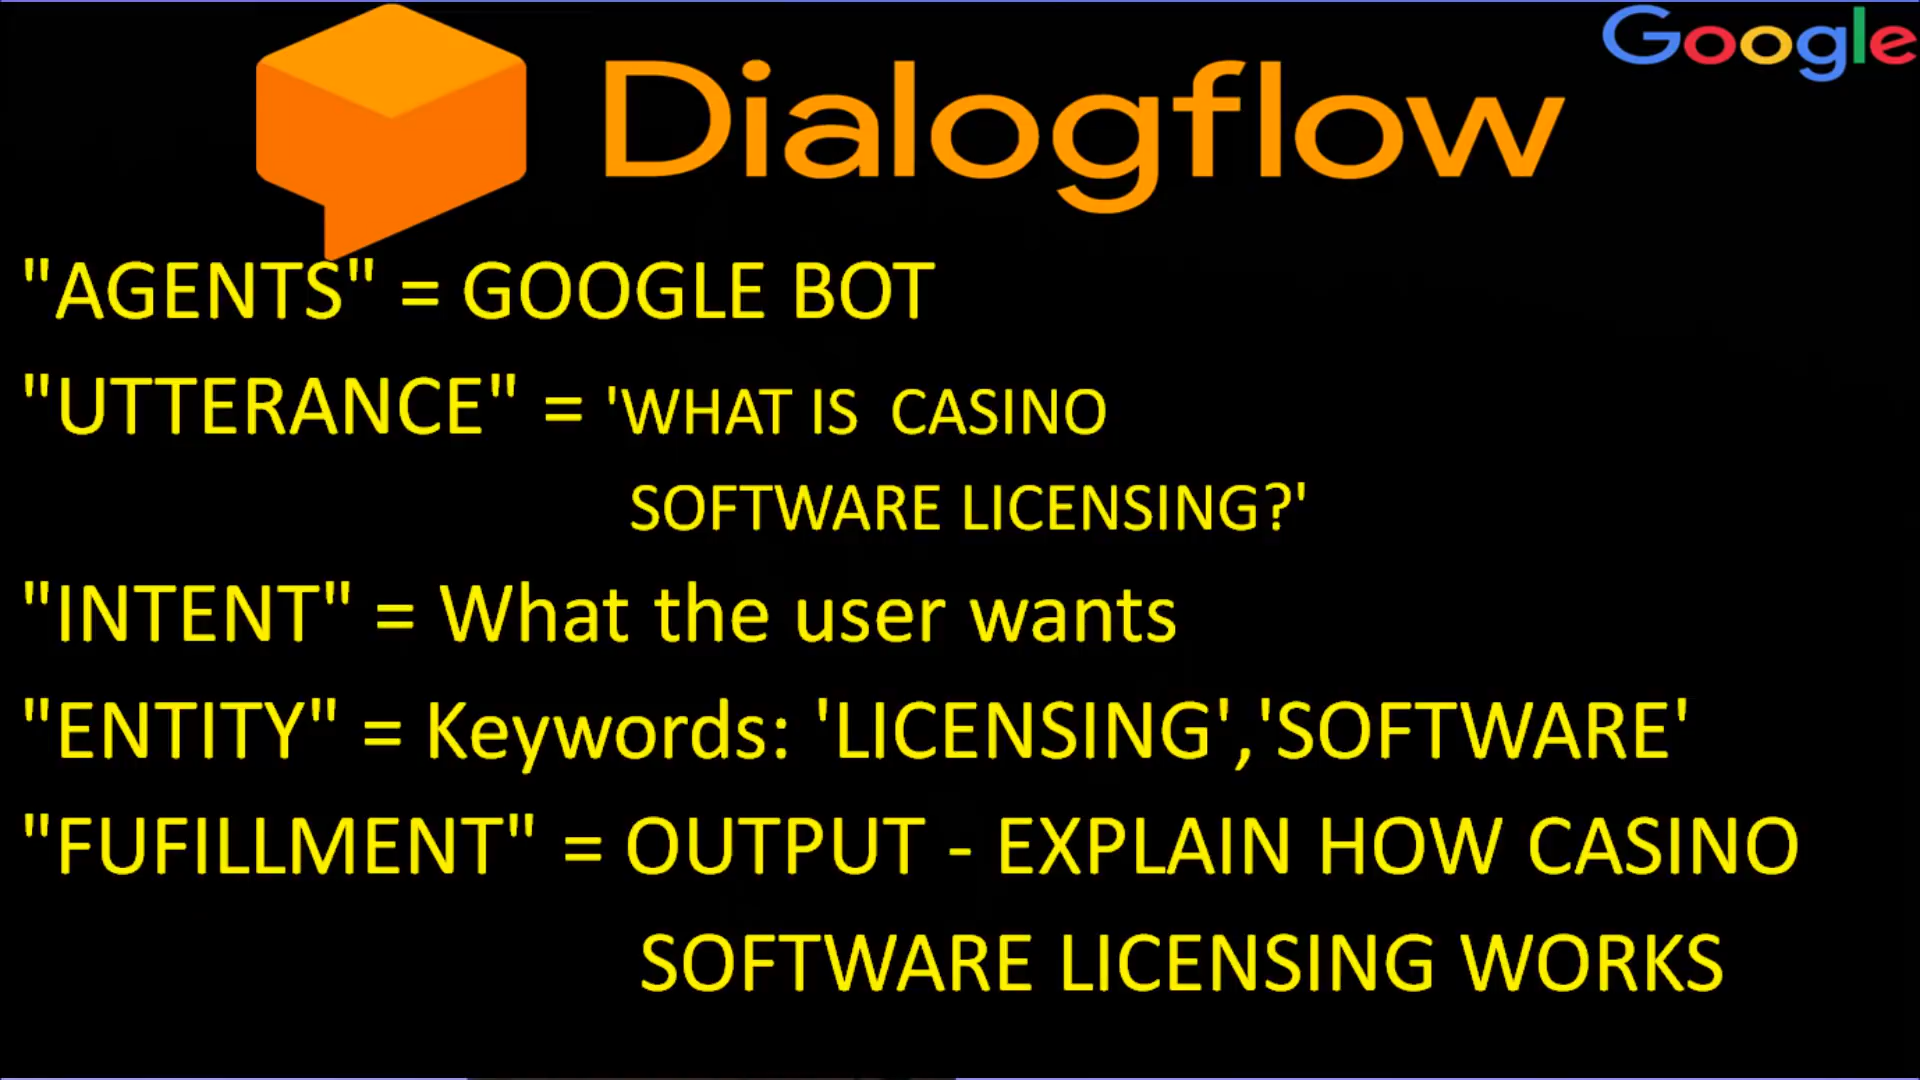 Google
Dialogflow
"AGENTS" = GOOGLE BOT
"UTTERANCE" = 'WHAT IS CASINO
SOFTWARE LICENSING?'
"INTENT" = What the user wants
"ENTITY" = Keywords: 'LICENSING','SOFTWARE'
"FUFILLMENT" = OUTPUT - EXPLAIN HOW CASINO
SOFTWARE LICENSING WORKS